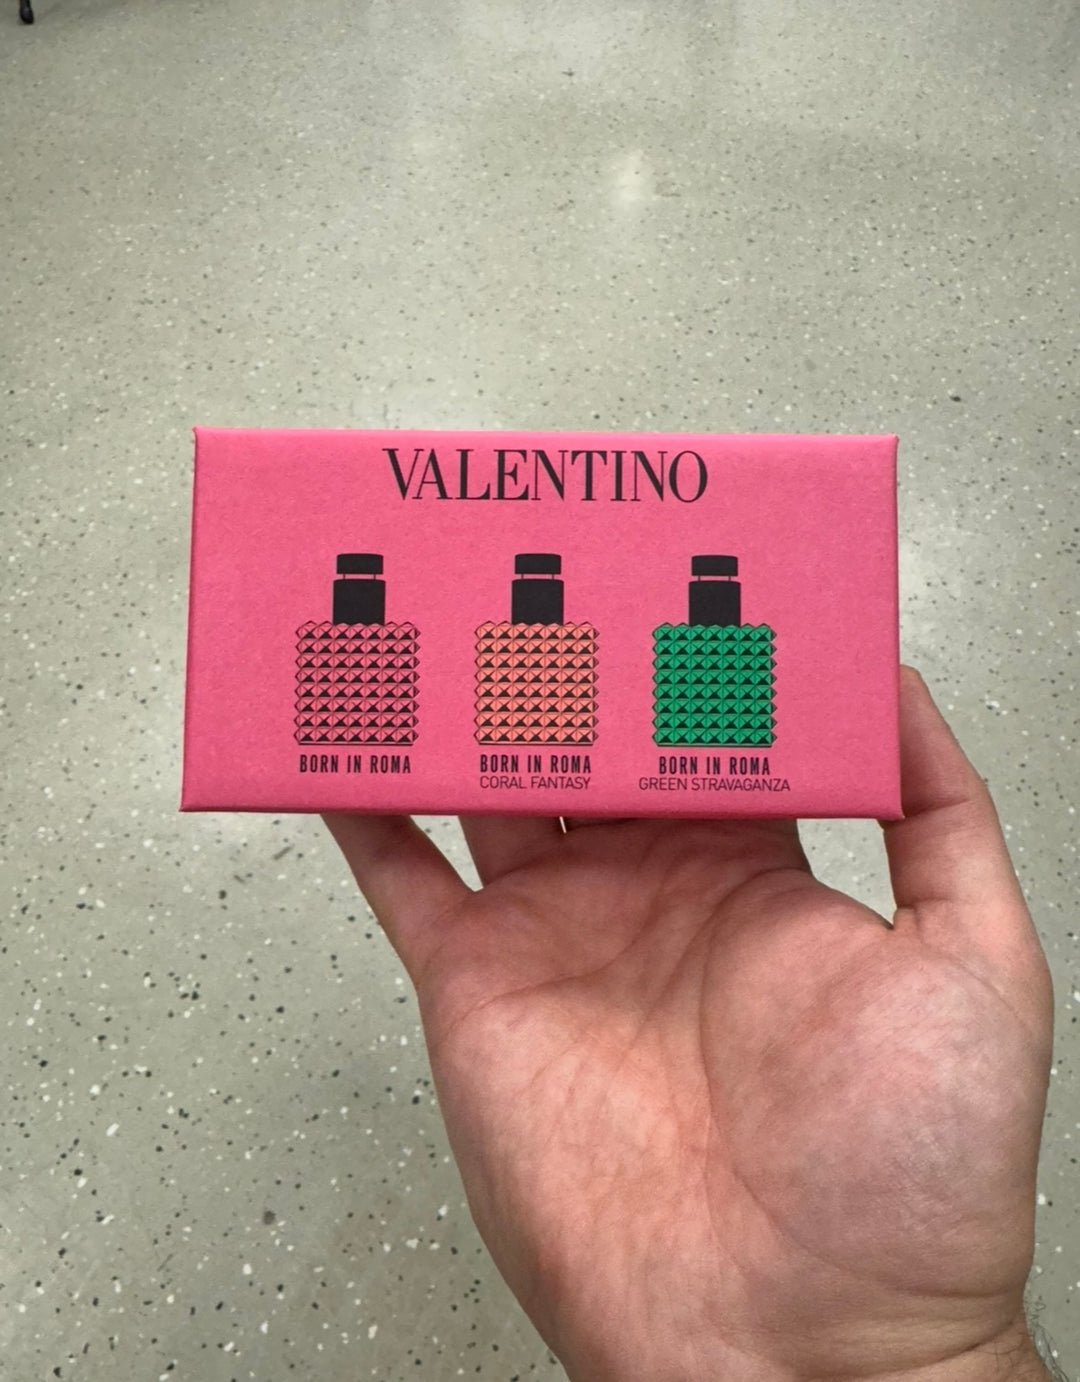 VALENTINO
BORN IN ROMA
BORN IN ROMA
CORAL FANTASY
BORN IN ROMA
GREEN STRAVAGANZA